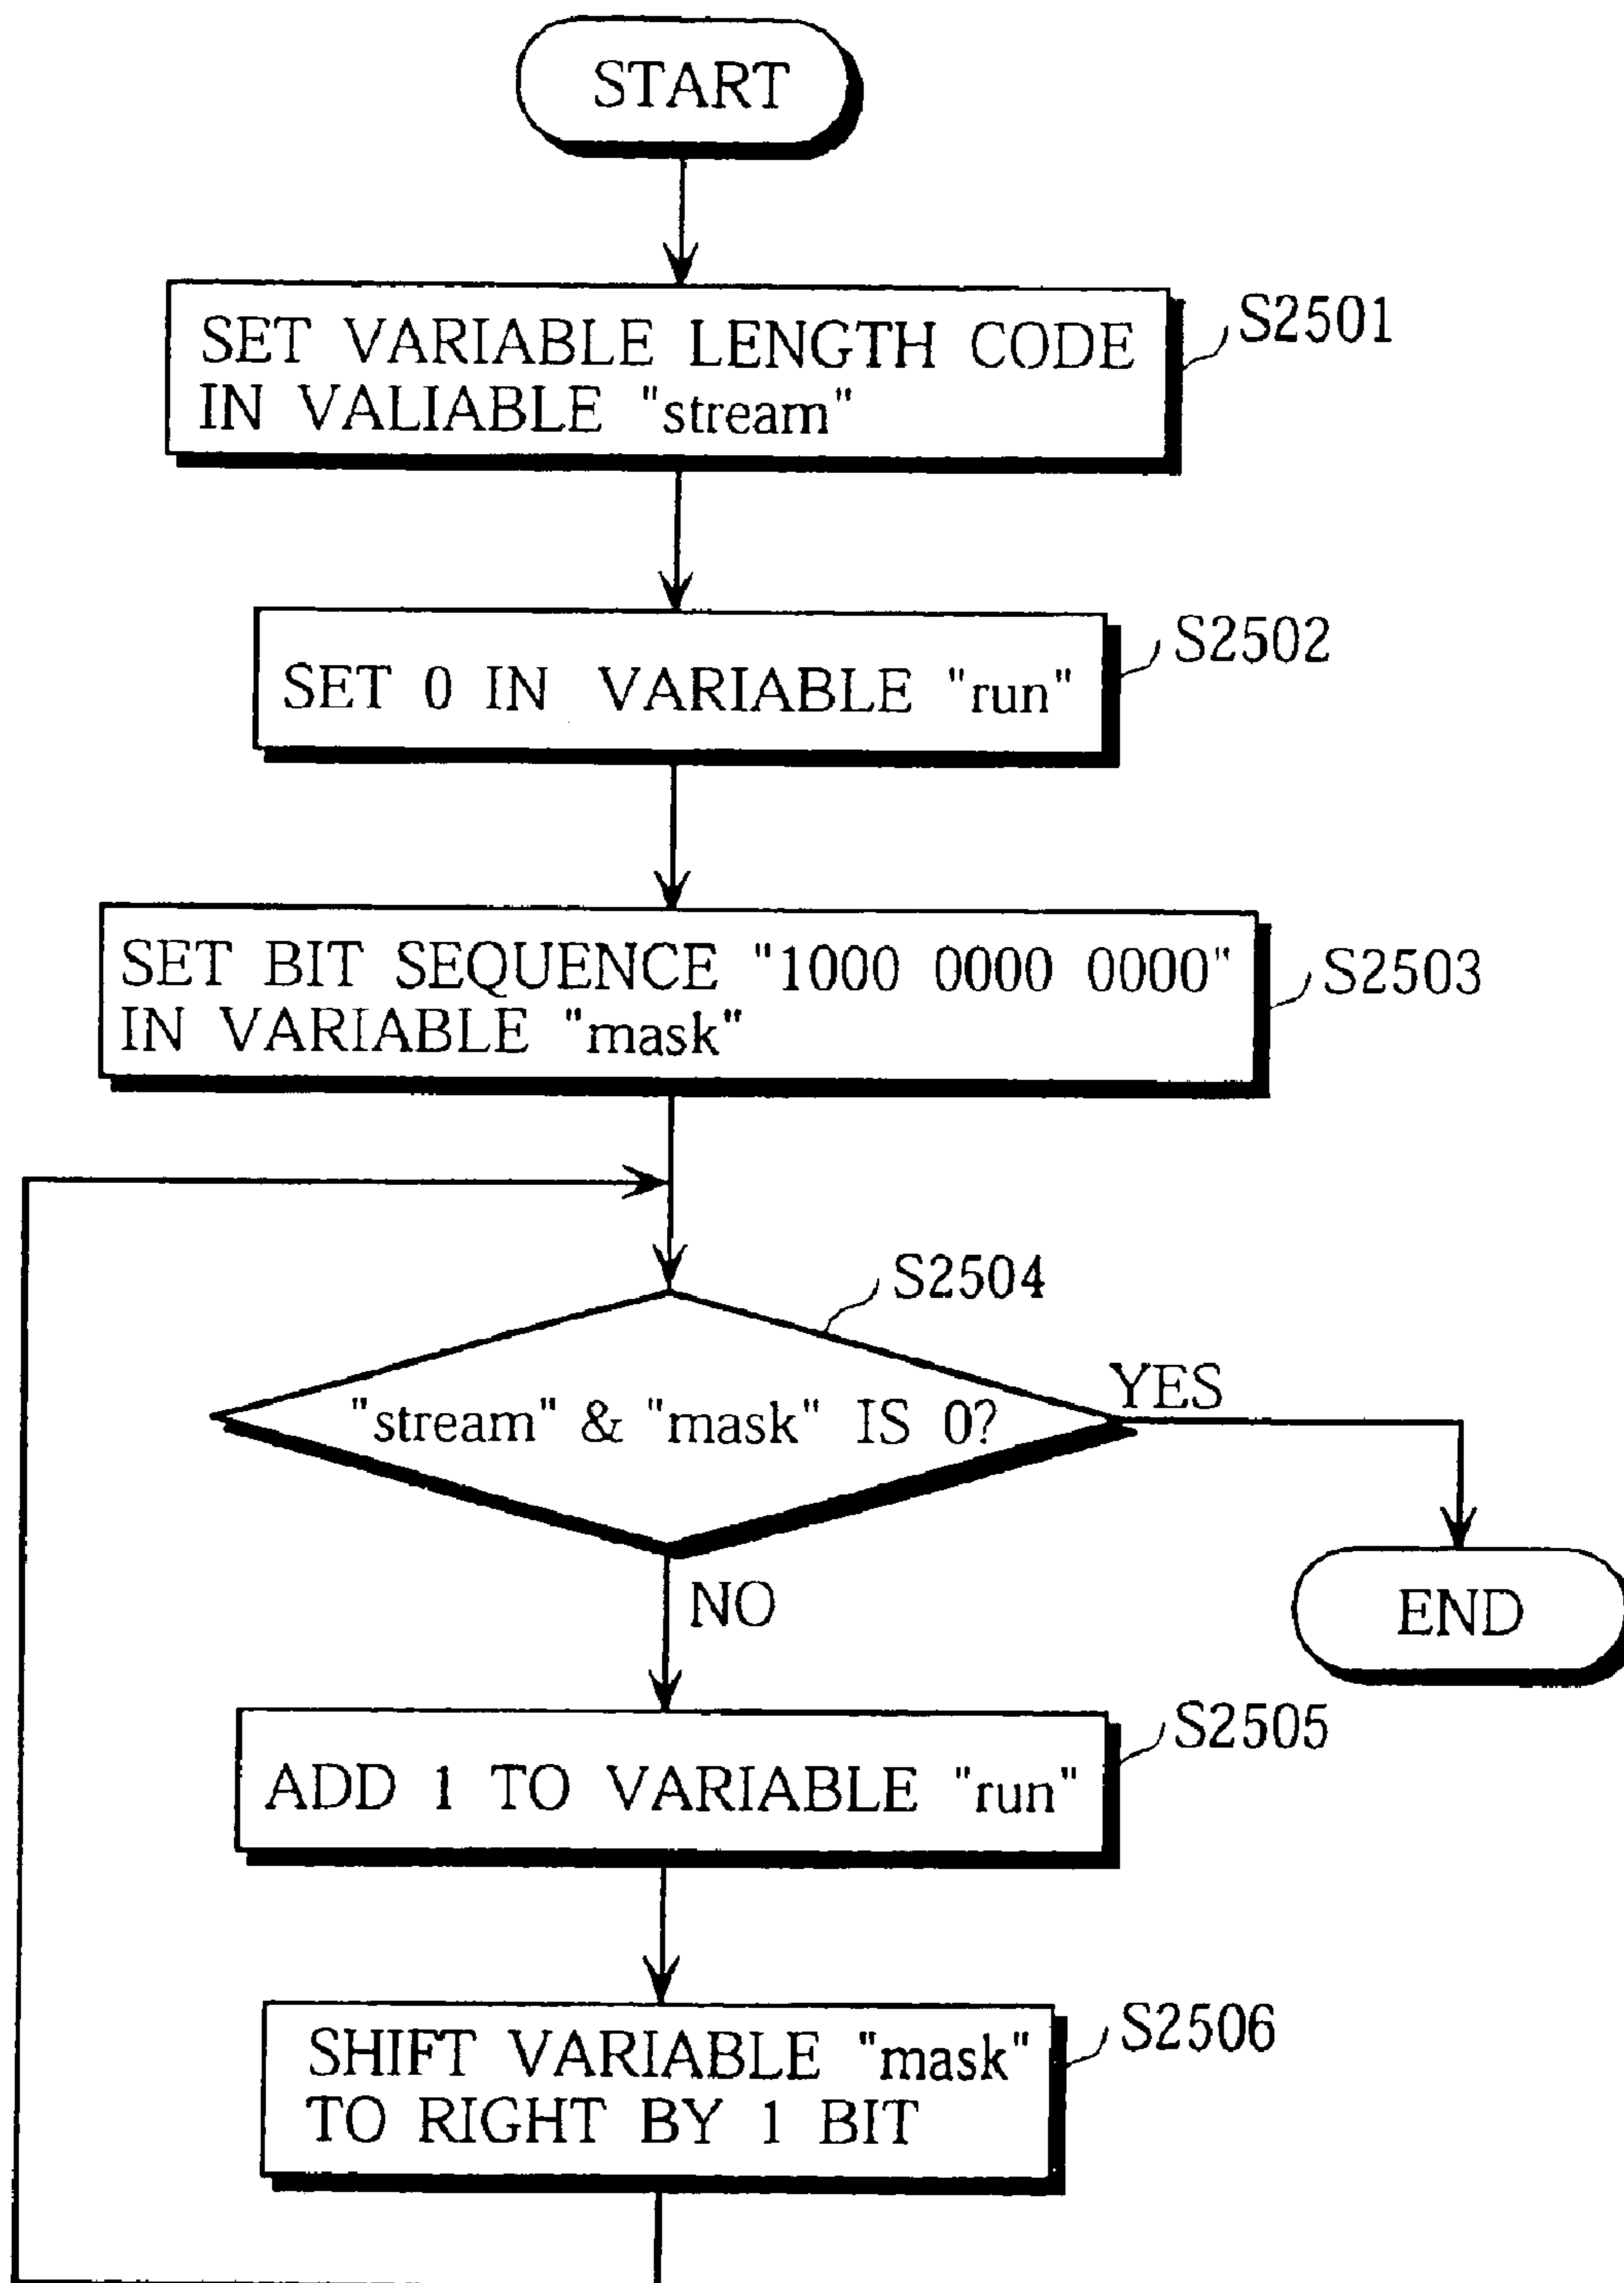 START
SET VARIABLE LENGTH CODE
IN VALIABLE "stream"
S2501
SET 0 IN VARIABLE "run"
S2502
SET BIT SEQUENCE "1000 0000 0000"
IN VARIABLE "mask"
S2503
S2504
"stream" & "mask" IS 0?
YES
NO
END
ADD 1 TO VARIABLE "run"
S2505
SHIFT VARIABLE "mask"
TO RIGHT BY 1 BIT
S2506